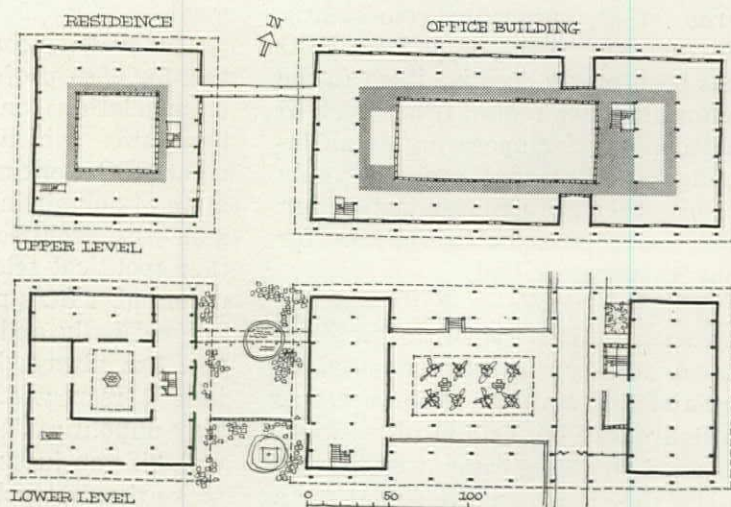 RESIDENCE
N
OFFICE BUILDING
UPPER LEVEL
LOWER LEVEL
0 50' 100'